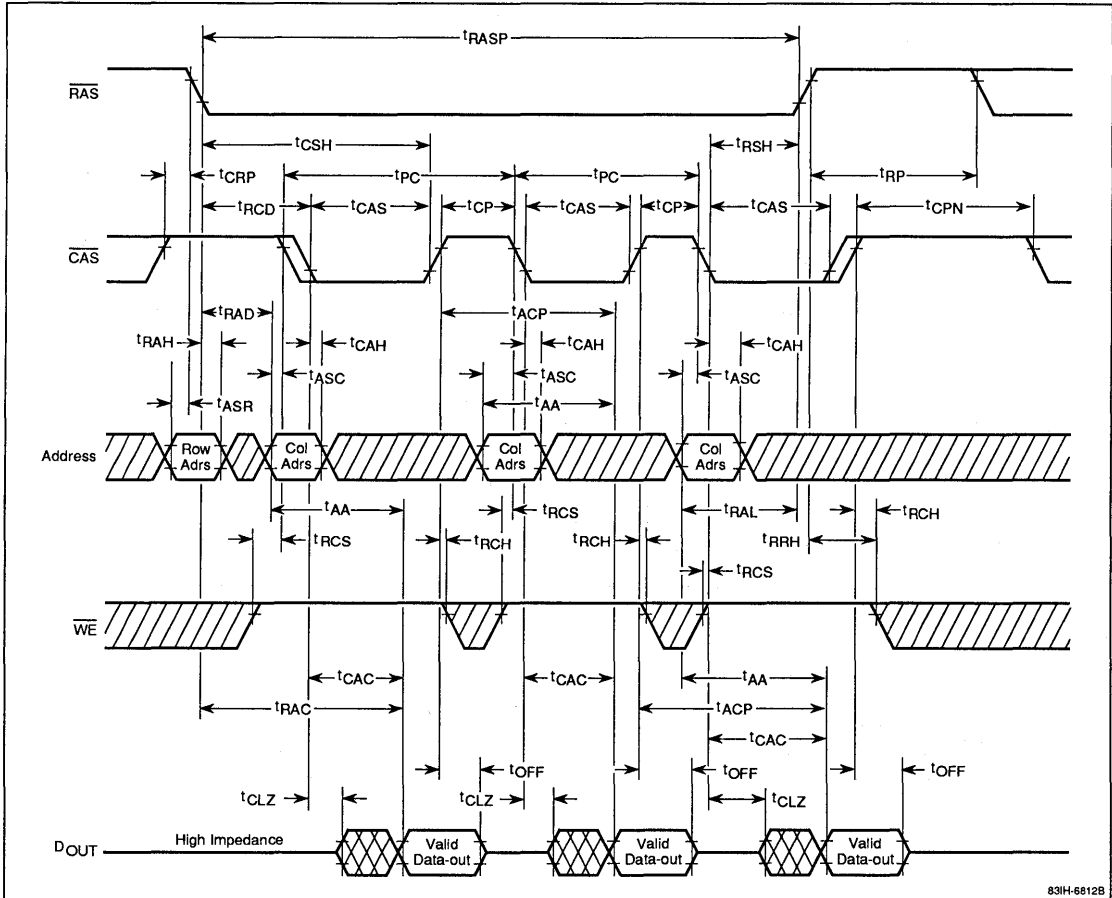 tRASP
RAS
tCSH
tRSH
tCRP
tPC
tPC
tRP
tRCD
tCAS
tCP
tCAS
tCP
tCAS
tCPN
CAS
tRAD
tACP
tRAH
tCAH
tCAH
tCAH
tASC
tASC
tASC
tASR
tAA
Address
Row Adrs
Col Adrs
Col Adrs
Col Adrs
tAA
tRCS
tRAL
tRCH
tRCS
tRCH
tRCH
tRRH
tRCS
WE
tCAC
tCAC
tAA
tRAC
tACP
tCAC
tOFF
tOFF
tOFF
tCLZ
tCLZ
tCLZ
DOUT
High Impedance
Valid Data-out
Valid Data-out
Valid Data-out
83IH-6812B